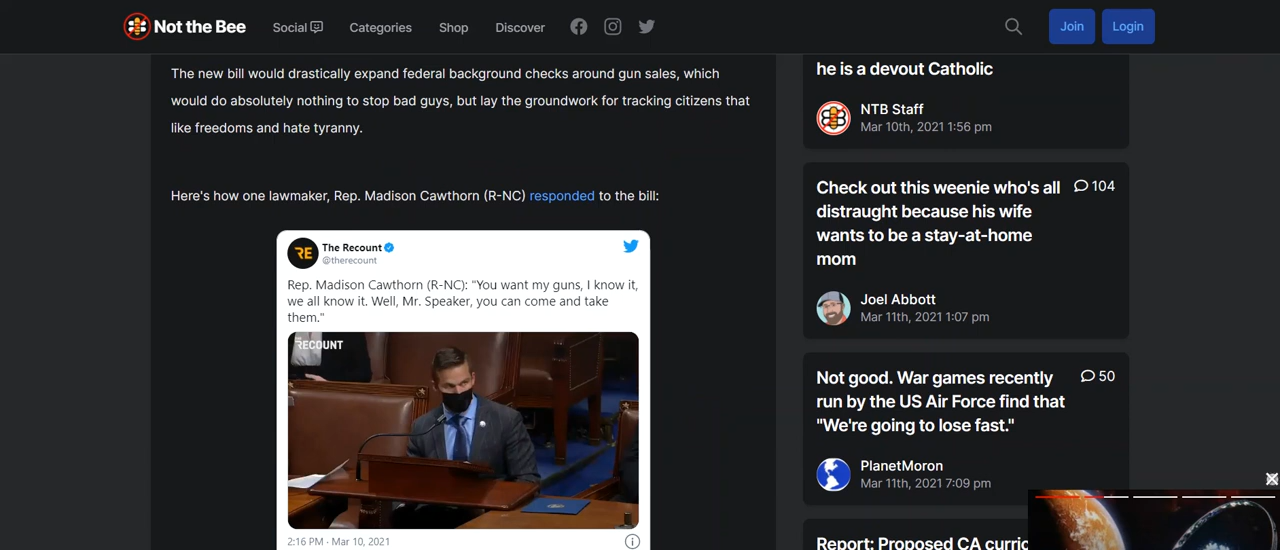 Not the Bee
Social
Categories
Shop
Discover
Join
Login
The new bill would drastically expand federal background checks around gun sales, which
would do absolutely nothing to stop bad guys, but lay the groundwork for tracking citizens that
like freedoms and hate tyranny.
Here's how one lawmaker, Rep. Madison Cawthorn (R-NC) responded to the bill:
RE
The Recount
@therecount
Rep. Madison Cawthorn (R-NC): "You want my guns, I know it,
we all know it. Well, Mr. Speaker, you can come and take
them."
RECOUNT
2:16 PM · Mar 10, 2021
he is a devout Catholic
NTB Staff
Mar 10th, 2021 1:56 pm
Check out this weenie who's all
distraught because his wife
wants to be a stay-at-home
mom
104
Joel Abbott
Mar 11th, 2021 1:07 pm
Not good. War games recently
run by the US Air Force find that
"We're going to lose fast."
50
PlanetMoron
Mar 11th, 2021 7:09 pm
Report: Proposed CA curric